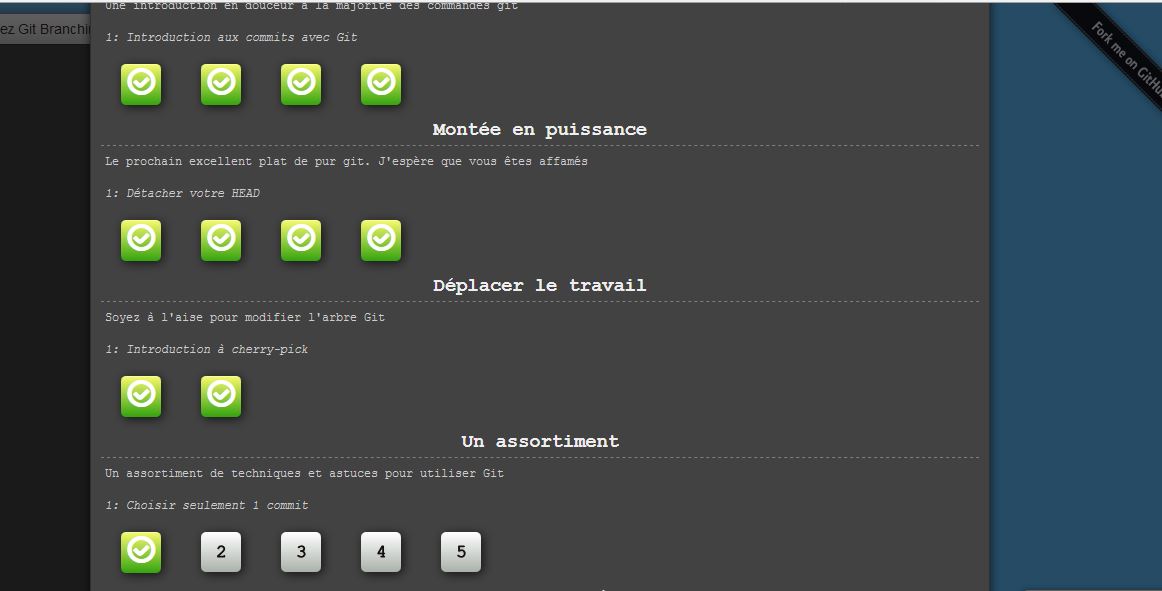 Une introduction en douceur à la majorité des commandes git
ez Git Branchi
1: Introduction aux commits avec Git
Fork me on GitHu
Montée en puissance
Le prochain excellent plat de pur git. J'espère que vous êtes affamés
1: Détacher votre HEAD
Déplacer le travail
Soyez à l'aise pour modifier l'arbre Git
1: Introduction à cherry-pick
Un assortiment
Un assortiment de techniques et astuces pour utiliser Git
1: Choisir seulement 1 commit
2 3 4 5